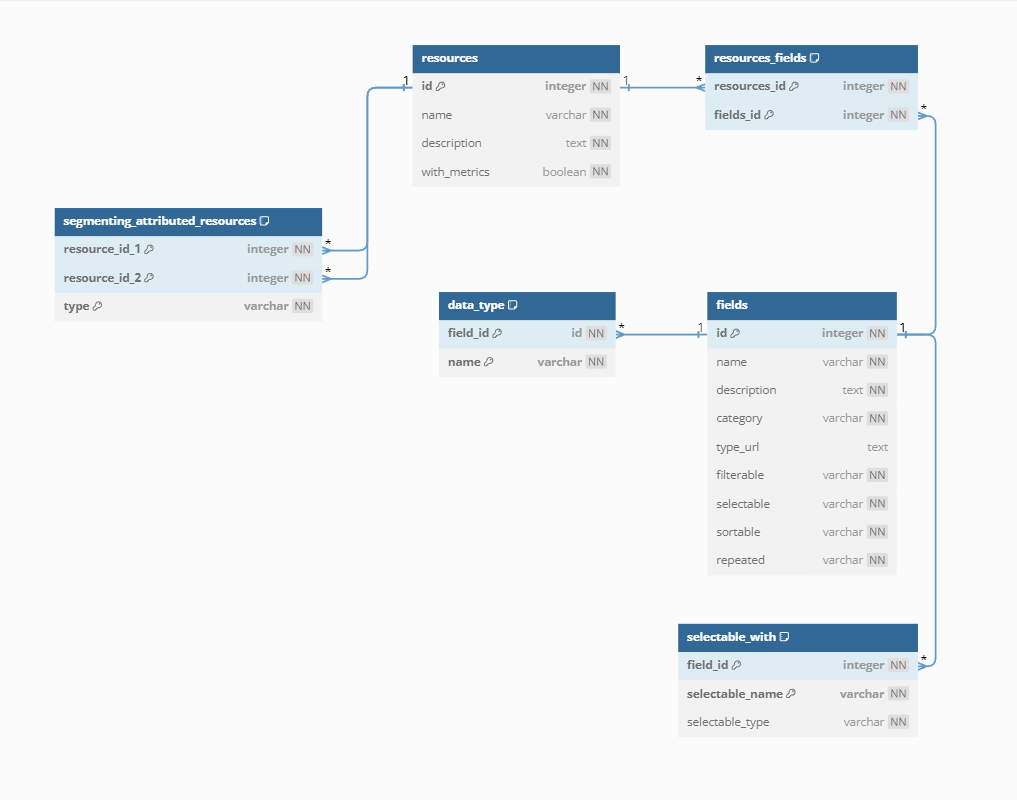 resources
1 id integer NN 1
name varchar NN
description text NN
with_metrics boolean NN
resources_fields
* resources_id integer NN
fields_id integer NN *
segmenting_attributed_resources
resource_id_1 integer NN *
resource_id_2 integer NN *
type varchar NN
data_type
field_id id NN *
name varchar NN
fields
1 id integer NN 1
name varchar NN
description text NN
category varchar NN
type_url text
filterable varchar NN
selectable varchar NN
sortable varchar NN
repeated varchar NN
selectable_with
field_id integer NN *
selectable_name varchar NN
selectable_type varchar NN